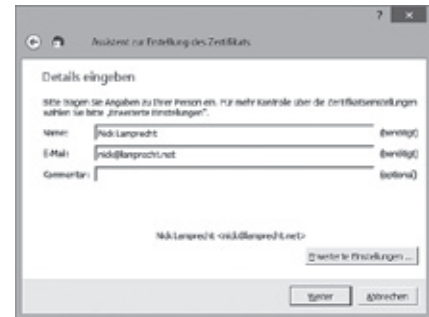 Assistent zur Erstellung des Zertifikats
Details eingeben
Bitte tragen Sie Angaben zu Ihrer Person ein. Für mehr Kontrolle über die Zertifikatseinstellungen
wählen Sie bitte „Erweiterte Einstellungen".
Name: Nick Lamprecht (benötigt)
E-Mail: nick@lamprecht.net (benötigt)
Kommentar: (optional)
Nick Lamprecht <nick@lamprecht.net>
Erweiterte Einstellungen ...
Weiter Abbrechen